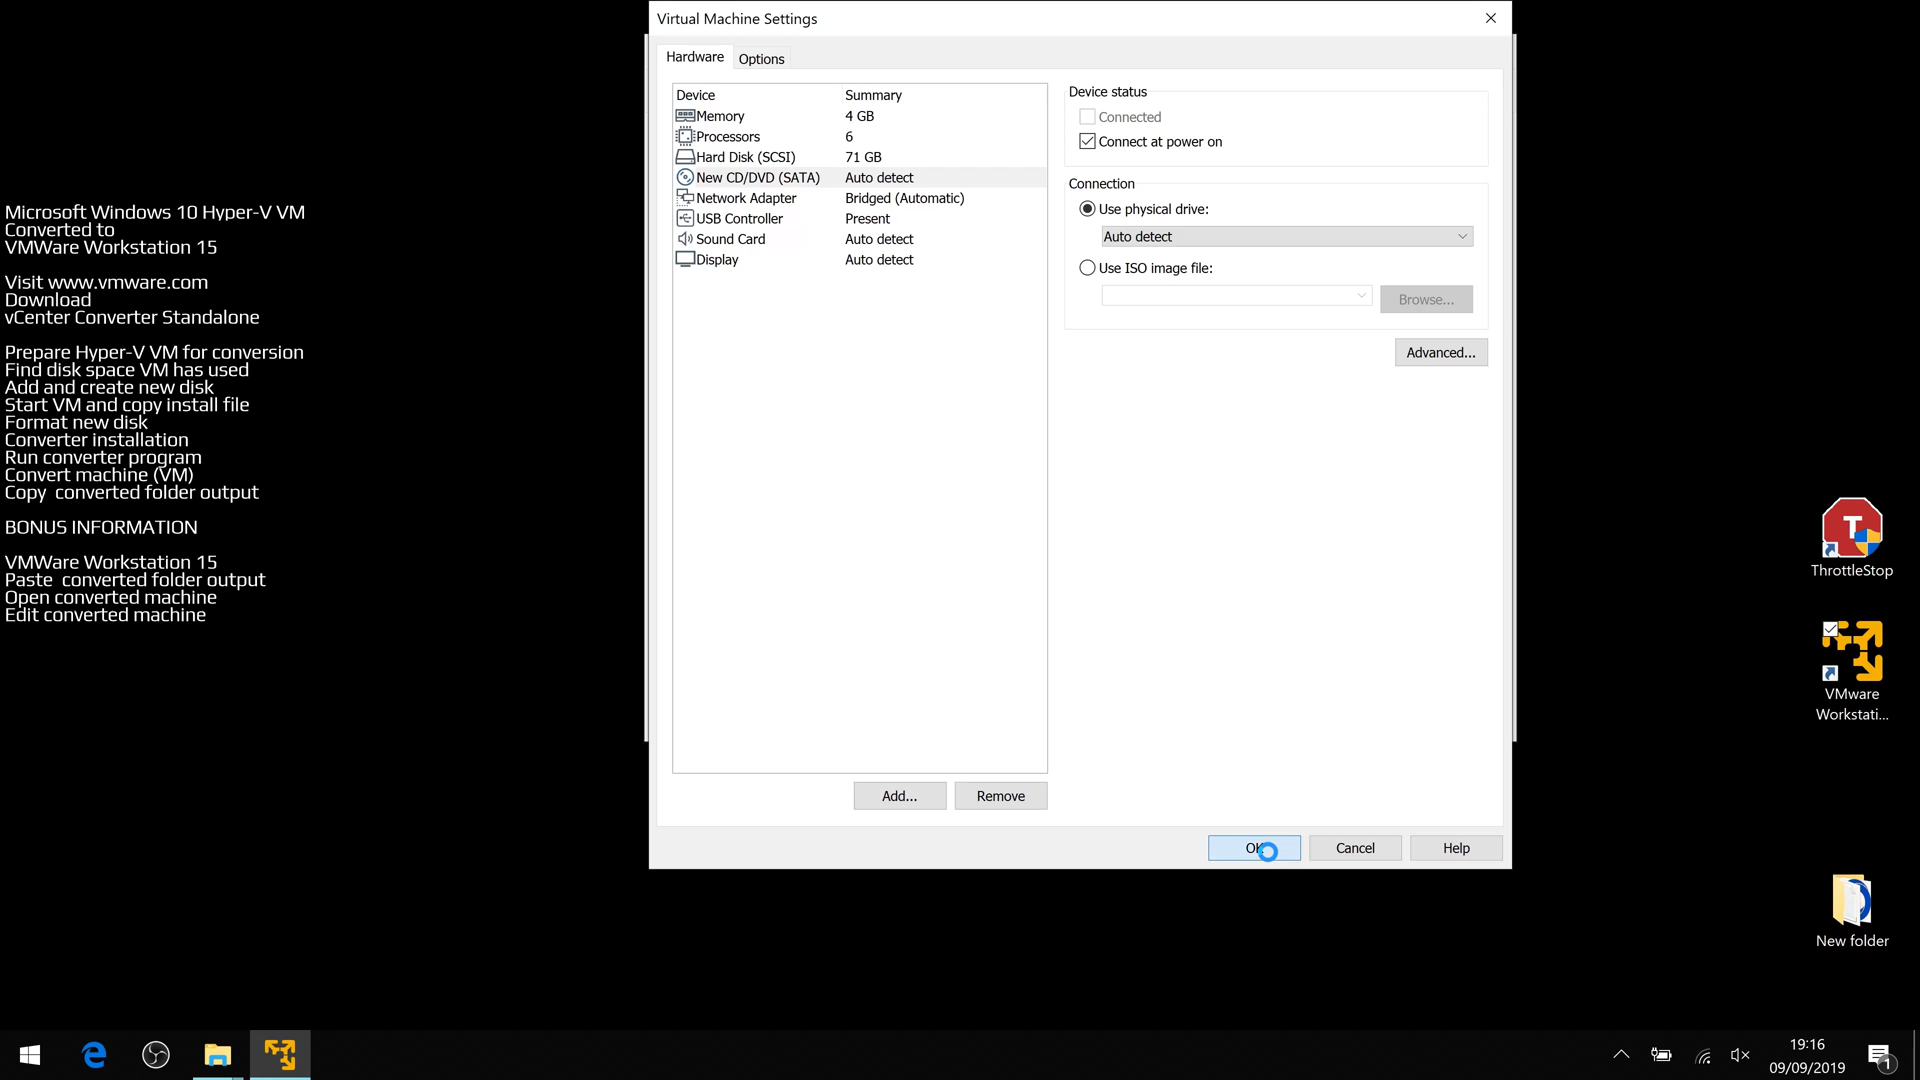 Virtual Machine Settings
Hardware
Options
Device Summary
Memory 4 GB
Processors 6
Hard Disk (SCSI) 71 GB
New CD/DVD (SATA) Auto detect
Network Adapter Bridged (Automatic)
USB Controller Present
Sound Card Auto detect
Display Auto detect
Add...
Remove
Device status
Connected
Connect at power on
Connection
Use physical drive:
Auto detect
Use ISO image file:
Browse...
Advanced...
OK
Cancel
Help
Microsoft Windows 10 Hyper-V VM
Converted to
VMWare Workstation 15
Visit www.vmware.com
Download
vCenter Converter Standalone
Prepare Hyper-V VM for conversion
Find disk space VM has used
Add and create new disk
Start VM and copy install file
Format new disk
Converter installation
Run converter program
Convert machine (VM)
Copy  converted folder output
BONUS INFORMATION
VMWare Workstation 15
Paste  converted folder output
Open converted machine
Edit converted machine
T
ThrottleStop
VMware
Workstati...
New folder
19:16
09/09/2019
1